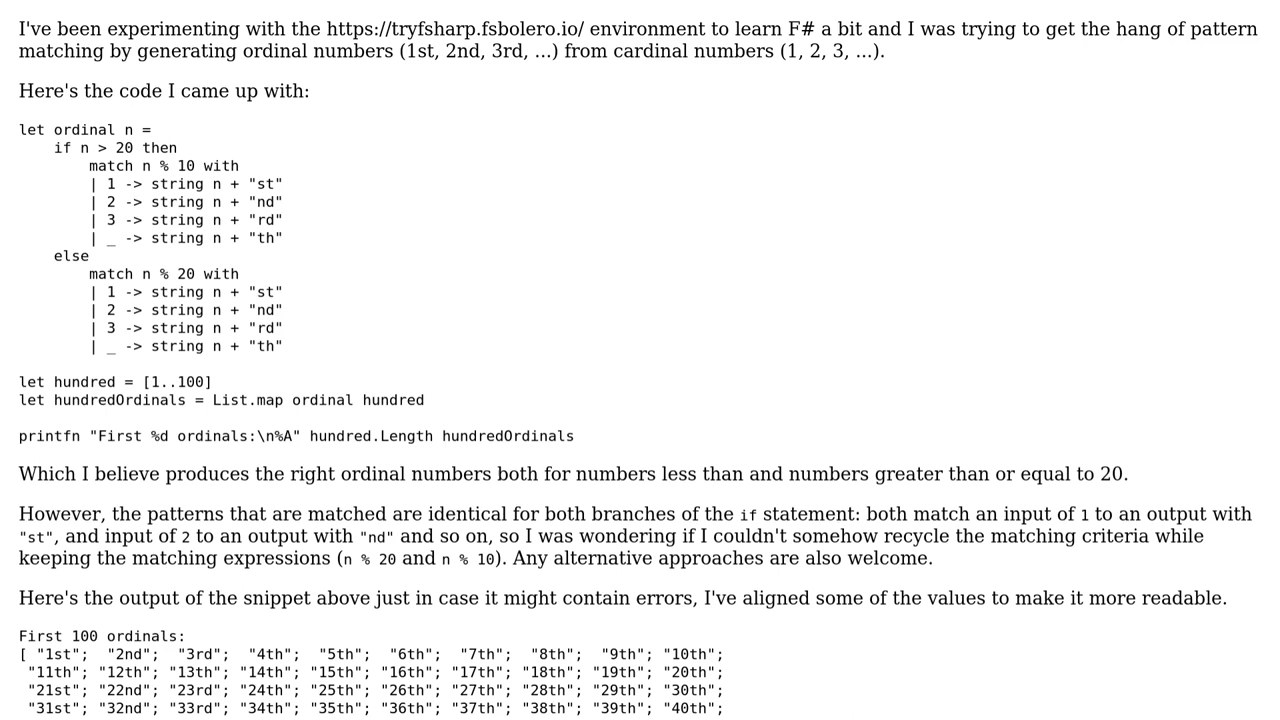 I've been experimenting with the https://tryfsharp.fsbolero.io/ environment to learn F# a bit and I was trying to get the hang of pattern
matching by generating ordinal numbers (1st, 2nd, 3rd, ...) from cardinal numbers (1, 2, 3, ...).
Here's the code I came up with:
let ordinal n =
    if n > 20 then
        match n % 10 with
        | 1 -> string n + "st"
        | 2 -> string n + "nd"
        | 3 -> string n + "rd"
        | _ -> string n + "th"
    else
        match n % 20 with
        | 1 -> string n + "st"
        | 2 -> string n + "nd"
        | 3 -> string n + "rd"
        | _ -> string n + "th"
let hundred = [1..100]
let hundredOrdinals = List.map ordinal hundred
printfn "First %d ordinals:\n%A" hundred.Length hundredOrdinals
Which I believe produces the right ordinal numbers both for numbers less than and numbers greater than or equal to 20.
However, the patterns that are matched are identical for both branches of the if statement: both match an input of 1 to an output with
"st", and input of 2 to an output with "nd" and so on, so I was wondering if I couldn't somehow recycle the matching criteria while
keeping the matching expressions (n % 20 and n % 10). Any alternative approaches are also welcome.
Here's the output of the snippet above just in case it might contain errors, I've aligned some of the values to make it more readable.
First 100 ordinals:
[ "1st";  "2nd";  "3rd";  "4th";  "5th";  "6th";  "7th";  "8th";  "9th"; "10th";
 "11th"; "12th"; "13th"; "14th"; "15th"; "16th"; "17th"; "18th"; "19th"; "20th";
 "21st"; "22nd"; "23rd"; "24th"; "25th"; "26th"; "27th"; "28th"; "29th"; "30th";
 "31st"; "32nd"; "33rd"; "34th"; "35th"; "36th"; "37th"; "38th"; "39th"; "40th";